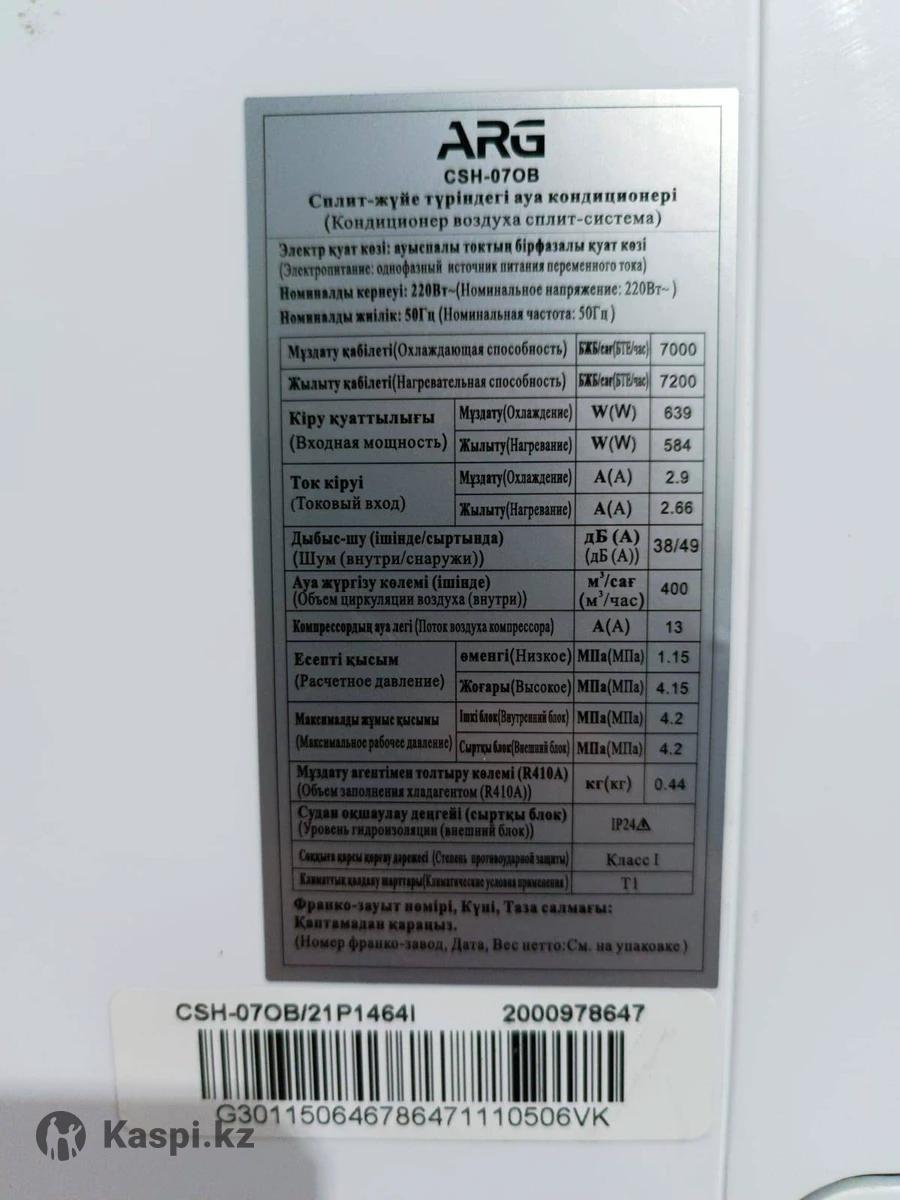 ARG
CSH-07OB
Сплит-жүйе түріндегі ауа кондиционері
(Кондиционер воздуха сплит-система)
Электр қуат көзі: ауыспалы токтың бірфазалы қуат көзі
(Электропитание: однофазный источник питания переменного тока)
Номиналды кернеуі: 220Вт~(Номинальное напряжение: 220Вт~)
Номиналды жиілік: 50Гц (Номинальная частота: 50Гц)
Мұздату қабілеті(Охлаждающая способность) БЖБ/сағ(БТЕ/час) 7000
Жылыту қабілеті(Нагревательная способность) БЖБ/сағ(БТЕ/час) 7200
Кіру қуаттылығы (Входная мощность) Мұздату(Охлаждение) W(W) 639
Жылыту(Нагревание) W(W) 584
Ток кіруі (Токовый вход) Мұздату(Охлаждение) A(A) 2.9
Жылыту(Нагревание) A(A) 2.66
Дыбыс-шу (ішінде/сыртында) дБ (А) 38/49
(Шум (внутри/снаружи)) (дБ (А))
Ауа жүргізу көлемі (ішінде) м³/сағ 400
(Объем циркуляции воздуха (внутри)) (м³/час)
Компрессордың ауа легі (Поток воздуха компрессора) A(A) 13
Есепті қысым (Расчетное давление) өменгі(Низкое) МПа(МПа) 1.15
Жоғары(Высокое) МПа(МПа) 4.15
Максималды жұмыс қысымы (Максимальное рабочее давление) Ішкі блок(Внутренний блок) МПа(МПа) 4.2
Сыртқы блок(Внешний блок) МПа(МПа) 4.2
Мұздату агентімен толтыру көлемі (R410A) кг(кг) 0.44
(Объем заполнения хладагентом (R410A))
Судан оқшаулау деңгейі (сыртқы блок) IP24
(Уровень гидроизоляции (внешний блок))
Соққыға қарсы қорғау дәрежесі (Степень противоударной защиты) Класс I
Климаттық қолдану шарттары(Климатические условия применения) T1
Франко-зауыт нөмірі, Күні, Таза салмағы:
Қаптамадан қараңыз.
(Номер франко-завод, Дата, Вес нетто:См. на упаковке)
CSH-07OB/21P1464I 2000978647
G3011506467864711110506VK
Kaspi.kz